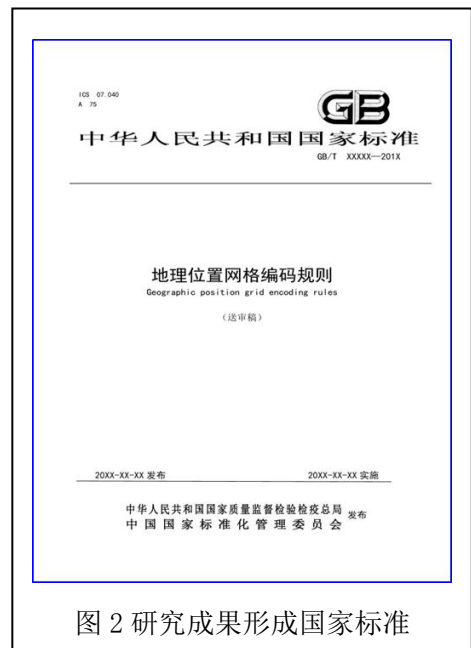 ICS 07.040
A 75
GB
中华人民共和国国家标准
GB/T XXXXX—201X
地理位置网格编码规则
Geographic position grid encoding rules
（送审稿）
20XX-XX-XX 发布
20XX-XX-XX 实施
中华人民共和国国家质量监督检验检疫总局
中国国家标准化管理委员会
发布
图 2 研究成果形成国家标准